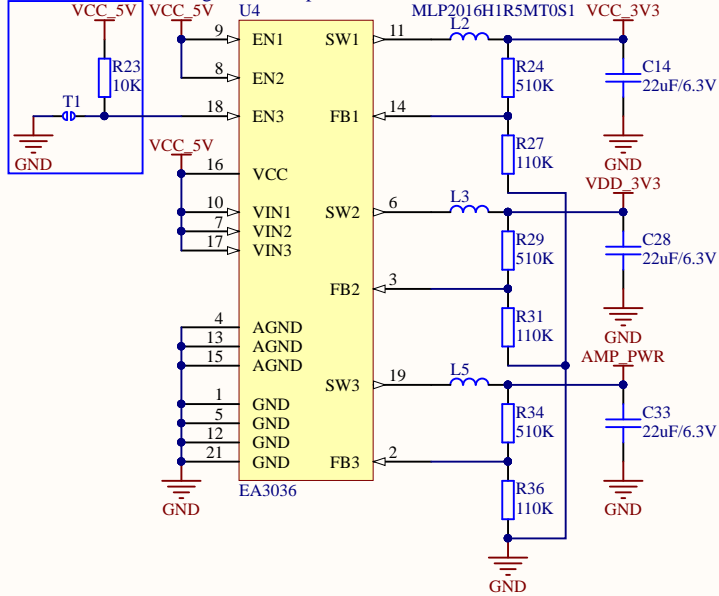 VCC_5V
VCC_5V
U4
MLP2016H1R5MT0S1
VCC_3V3
9
EN1
SW1
11
L2
R23
10K
8
EN2
R24
510K
C14
22uF/6.3V
T1
18
EN3
FB1
14
GND
VCC_5V
R27
110K
GND
16
VCC
VDD_3V3
10
VIN1
SW2
6
L3
7
VIN2
17
VIN3
R29
510K
C28
22uF/6.3V
FB2
3
4
AGND
R31
110K
GND
13
AGND
15
AGND
AMP_PWR
SW3
19
L5
1
GND
R34
510K
C33
22uF/6.3V
5
GND
12
GND
21
GND
FB3
2
EA3036
R36
110K
GND
GND
GND